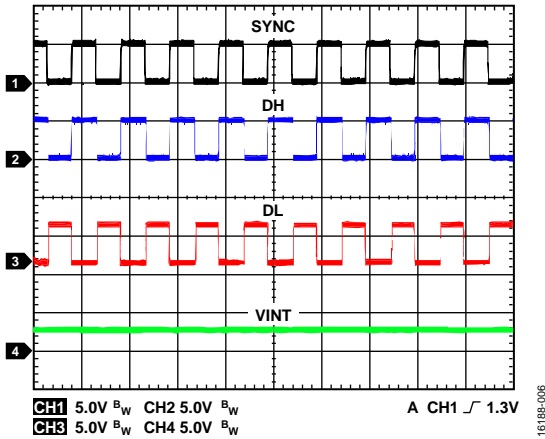 SYNC
1
DH
2
DL
3
VINT
4
CH1 5.0V BW CH2 5.0V BW A CH1 1.3V
CH3 5.0V BW CH4 5.0V BW
16188-006